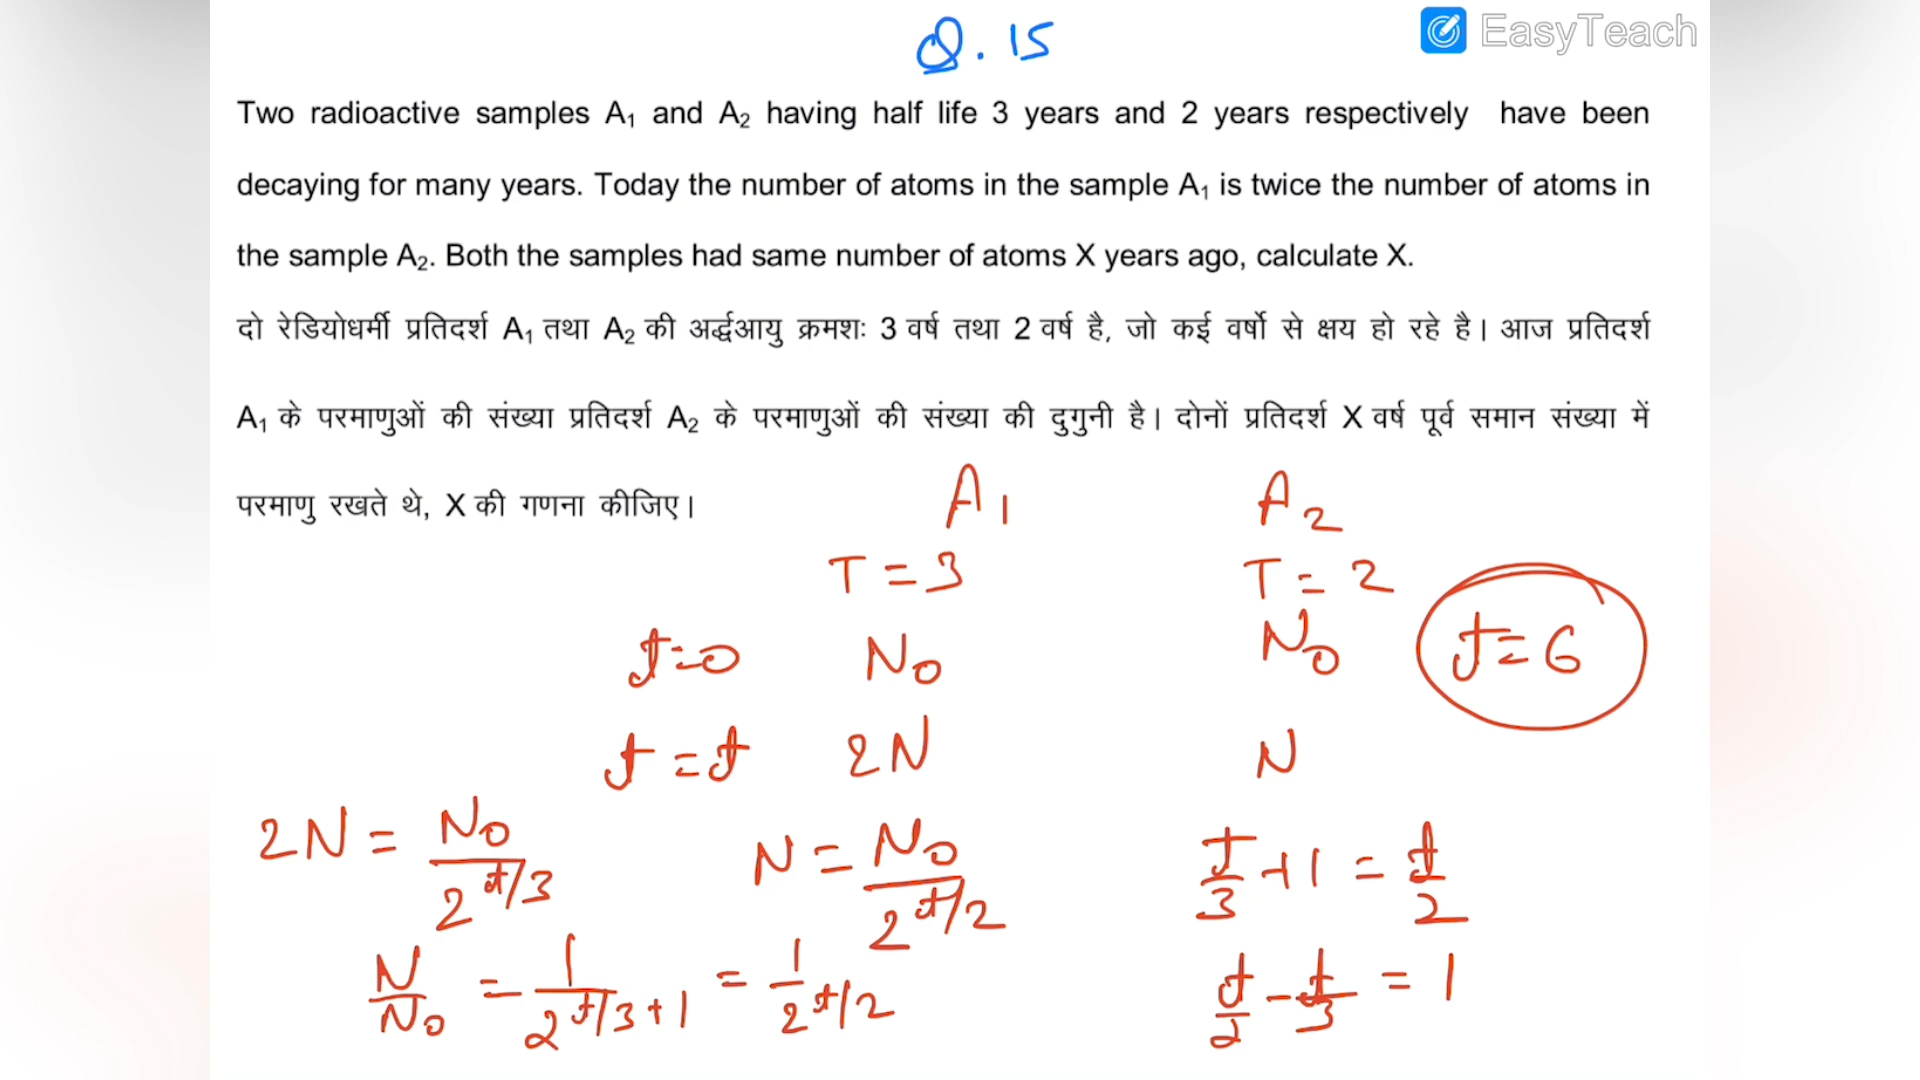 Q. 15
EasyTeach
Two radioactive samples A₁ and A₂ having half life 3 years and 2 years respectively have been
decaying for many years. Today the number of atoms in the sample A₁ is twice the number of atoms in
the sample A₂. Both the samples had same number of atoms X years ago, calculate X.
दो रेडियोधर्मी प्रतिदर्श A₁ तथा A₂ की अर्द्धआयु क्रमशः 3 वर्ष तथा 2 वर्ष है, जो कई वर्षो से क्षय हो रहे है। आज प्रतिदर्श
A₁ के परमाणुओं की संख्या प्रतिदर्श A₂ के परमाणुओं की संख्या की दुगुनी है। दोनों प्रतिदर्श X वर्ष पूर्व समान संख्या में
परमाणु रखते थे, X की गणना कीजिए।
A₁ A₂
T = 3 T = 2
t=0 N₀ N₀ t = 6
t = t 2N N
2N = N₀/2^(t/3) N = N₀/2^(t/2) t/3 + 1 = t/2
N/N₀ = 1/2^(t/3+1) = 1/2^(t/2) t/2 - t/3 = 1